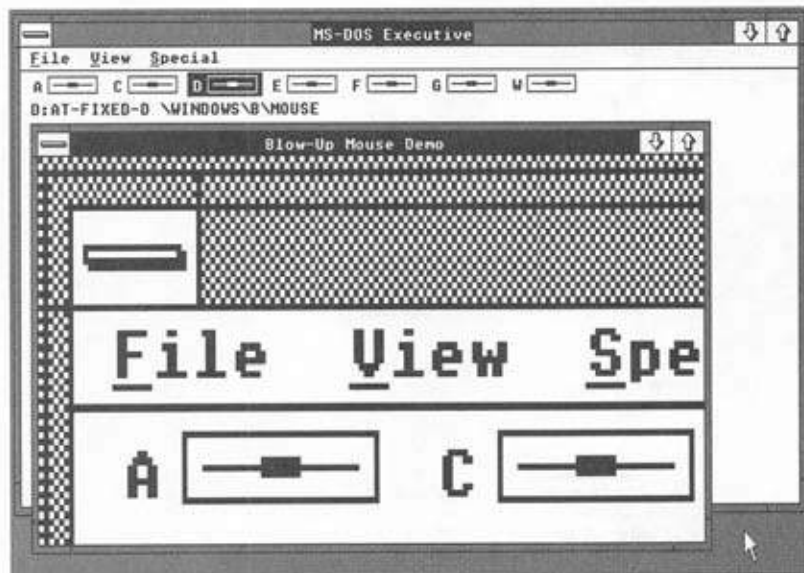 MS-DOS Executive
File View Special
A C D E F G W
D:AT-FIXED-D \WINDOWS\B\MOUSE
Blow-Up Mouse Demo
File View Spe
A C